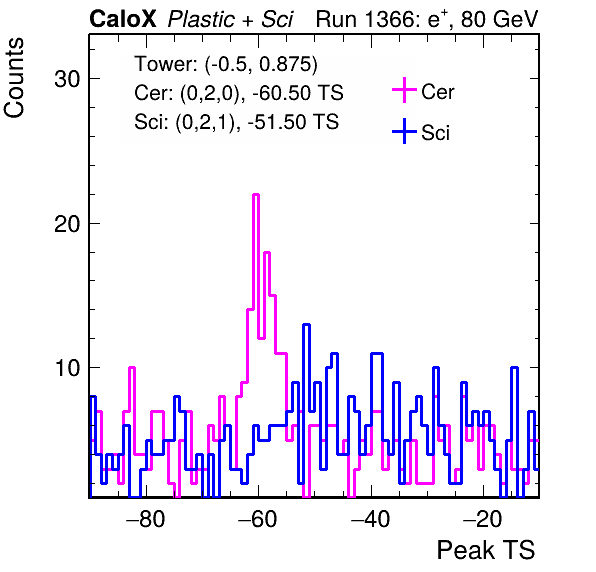 CaloX Plastic + Sci Run 1366: e⁺, 80 GeV
Counts
Tower: (-0.5, 0.875)
Cer: (0,2,0), -60.50 TS
Sci: (0,2,1), -51.50 TS
Cer
Sci
30
20
10
−80 −60 −40 −20
Peak TS